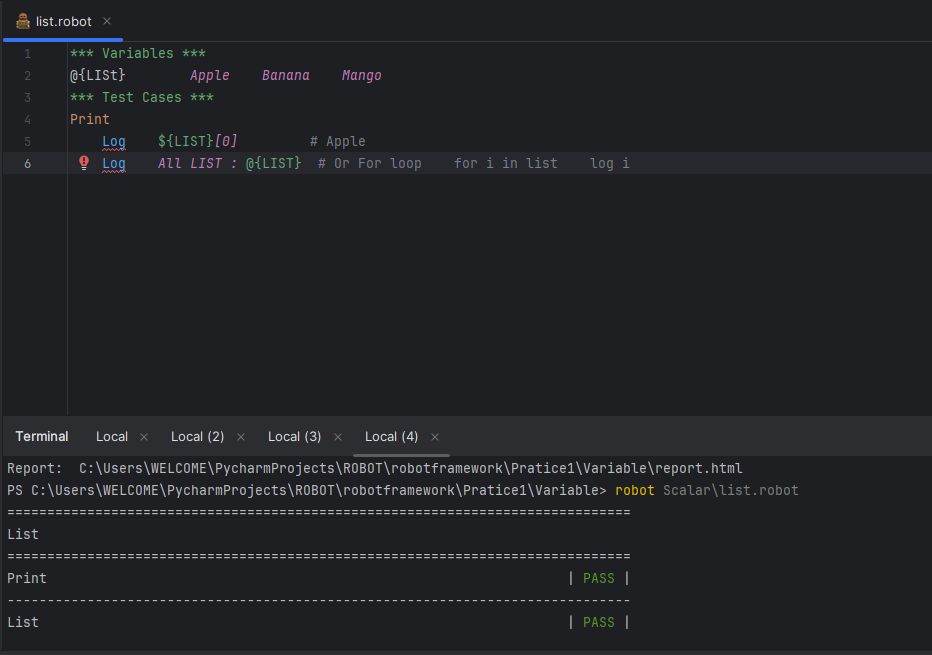 list.robot
1 *** Variables ***
2 @{LISt}        Apple    Banana    Mango
3 *** Test Cases ***
4 Print
5     Log    ${LIST}[0]         # Apple
6     Log    All LIST : @{LIST}  # Or For loop    for i in list    log i
Terminal Local Local (2) Local (3) Local (4)
Report:  C:\Users\WELCOME\PycharmProjects\ROBOT\robotframework\Pratice1\Variable\report.html
PS C:\Users\WELCOME\PycharmProjects\ROBOT\robotframework\Pratice1\Variable> robot Scalar\list.robot
==============================================================================
List
==============================================================================
Print                                                                 | PASS |
------------------------------------------------------------------------------
List                                                                  | PASS |